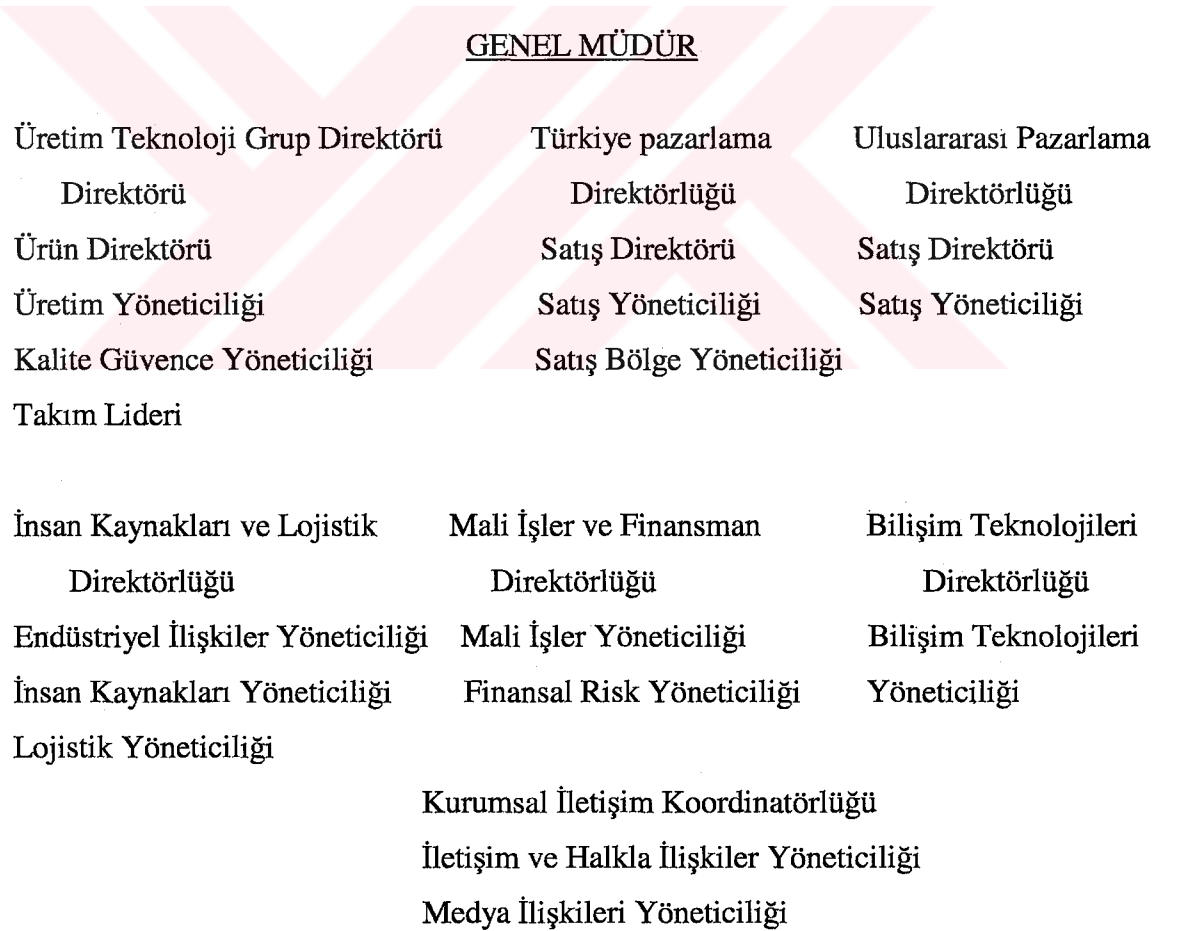 GENEL MÜDÜR
Üretim Teknoloji Grup Direktörü Türkiye pazarlama Uluslararası Pazarlama
Direktörü Direktörlüğü Direktörlüğü
Ürün Direktörü Satış Direktörü Satış Direktörü
Üretim Yöneticiliği Satış Yöneticiliği Satış Yöneticiliği
Kalite Güvence Yöneticiliği Satış Bölge Yöneticiliği
Takım Lideri
İnsan Kaynakları ve Lojistik Mali İşler ve Finansman Bilişim Teknolojileri
Direktörlüğü Direktörlüğü Direktörlüğü
Endüstriyel İlişkiler Yöneticiliği Mali İşler Yöneticiliği Bilişim Teknolojileri
İnsan Kaynakları Yöneticiliği Finansal Risk Yöneticiliği Yöneticiliği
Lojistik Yöneticiliği
Kurumsal İletişim Koordinatörlüğü
İletişim ve Halkla İlişkiler Yöneticiliği
Medya İlişkileri Yöneticiliği